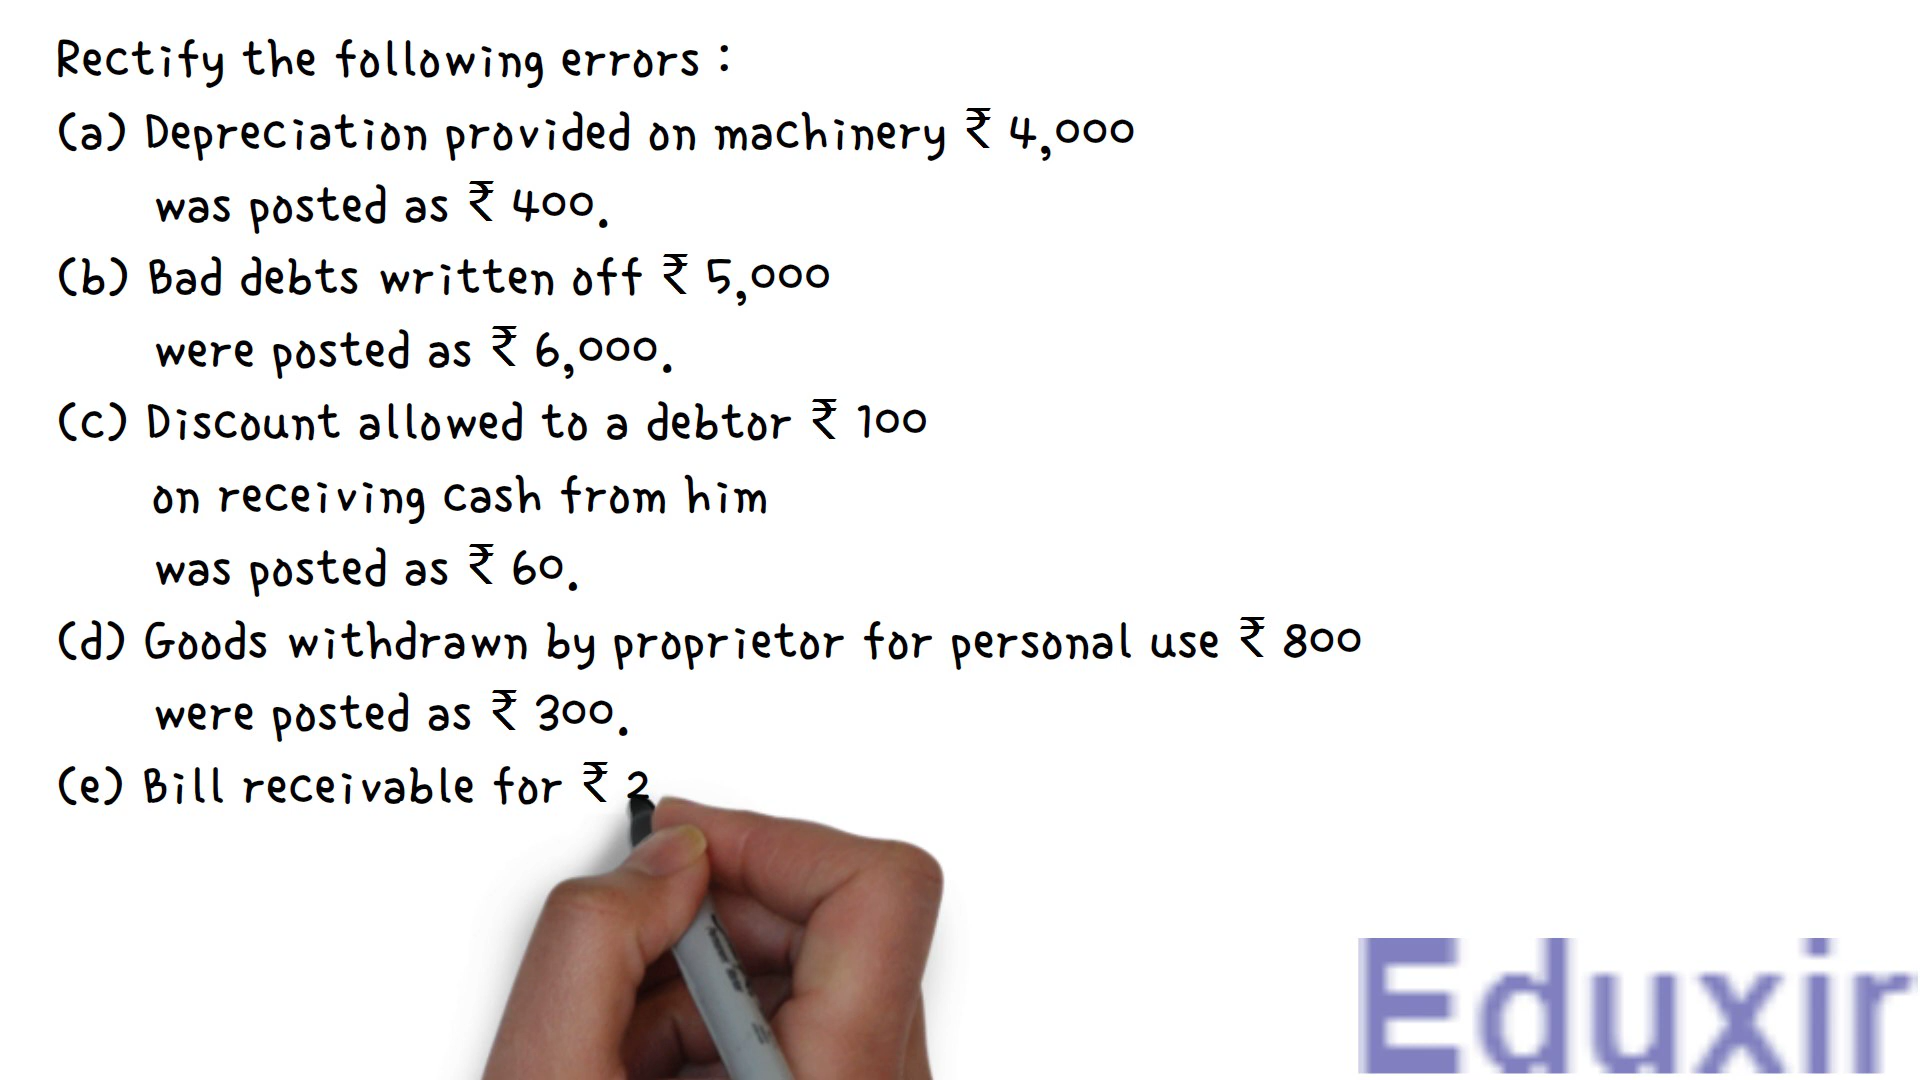 Rectify the following errors :
(a) Depreciation provided on machinery ₹ 4,000
was posted as ₹ 400.
(b) Bad debts written off ₹ 5,000
were posted as ₹ 6,000.
(c) Discount allowed to a debtor ₹ 100
on receiving cash from him
was posted as ₹ 60.
(d) Goods withdrawn by proprietor for personal use ₹ 800
were posted as ₹ 300.
(e) Bill receivable for ₹ 2
Eduxir